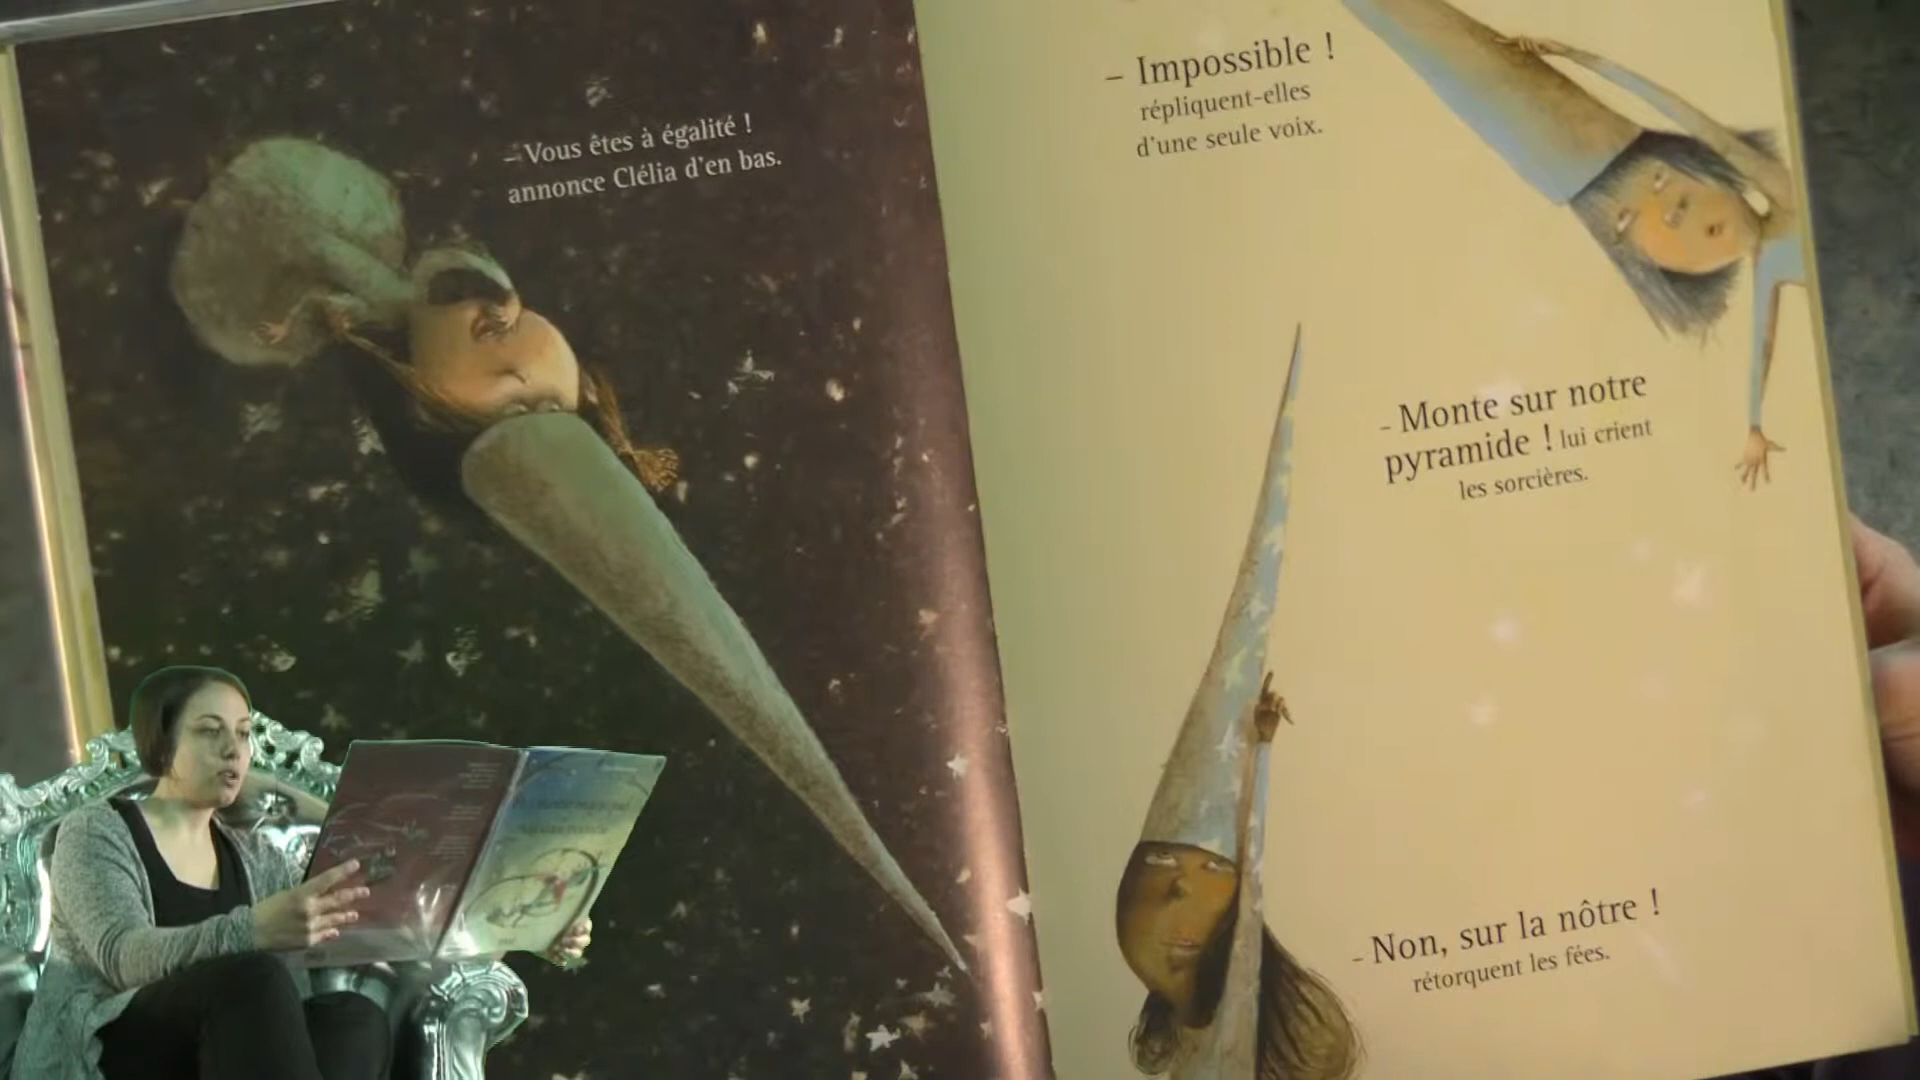 – Vous êtes à égalité !
annonce Clélia d'en bas.
– Impossible !
répliquent-elles
d'une seule voix.
– Monte sur notre
pyramide ! lui crient
les sorcières.
– Non, sur la nôtre !
rétorquent les fées.